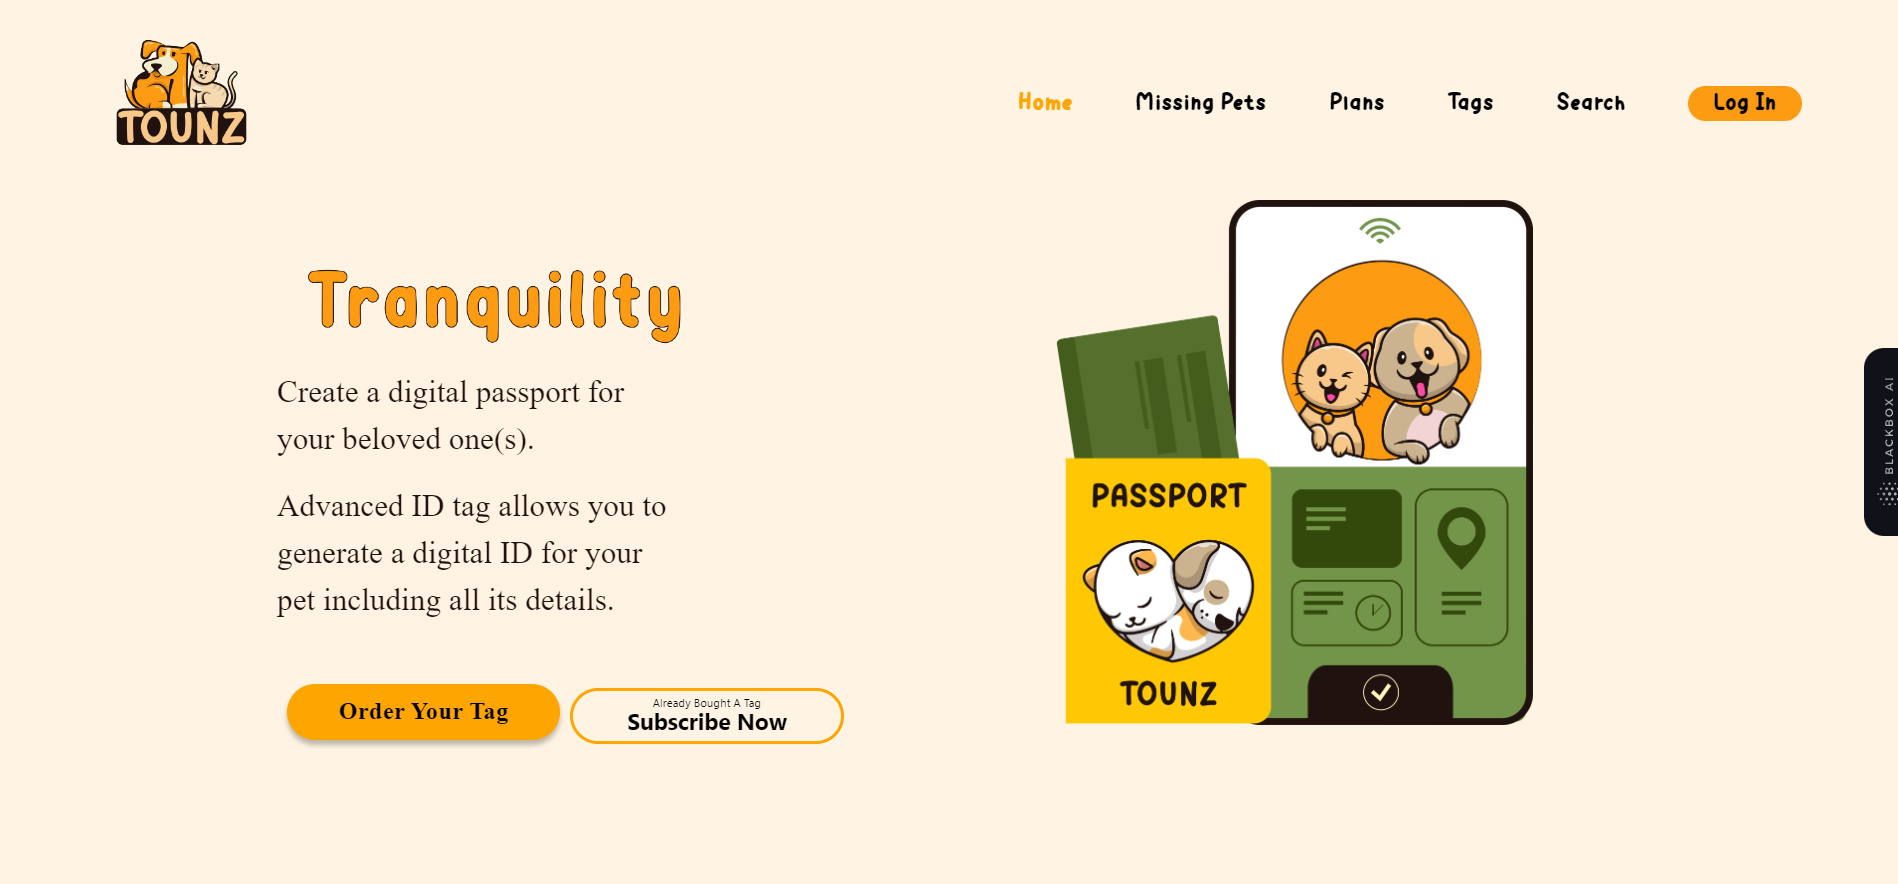 TOUNZ
Home
Missing Pets
Plans
Tags
Search
Log In
Tranquility
Create a digital passport for
your beloved one(s).
Advanced ID tag allows you to
generate a digital ID for your
pet including all its details.
Order Your Tag
Already Bought A Tag
Subscribe Now
PASSPORT
TOUNZ
BLACKBOX AI